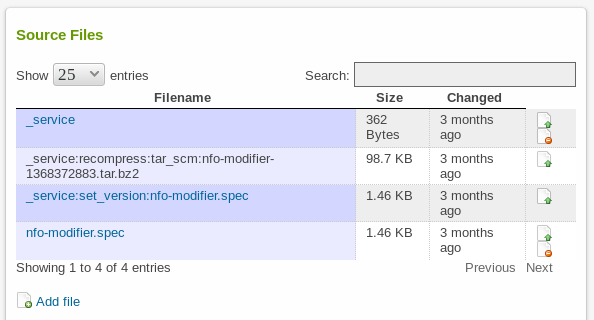 Source Files
Show 25 entries Search:
Filename Size Changed
_service 362 Bytes 3 months ago
_service:recompress:tar_scm:nfo-modifier-1368372883.tar.bz2 98.7 KB 3 months ago
_service:set_version:nfo-modifier.spec 1.46 KB 3 months ago
nfo-modifier.spec 1.46 KB 3 months ago
Showing 1 to 4 of 4 entries Previous Next
Add file